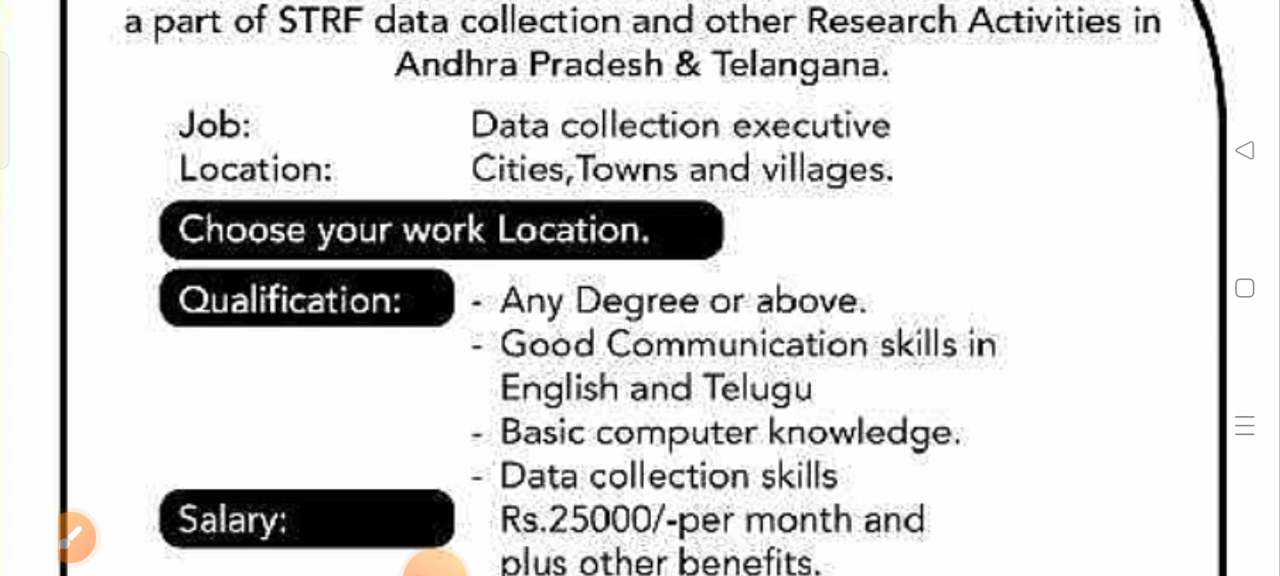 a part of STRF data collection and other Research Activities in
Andhra Pradesh & Telangana.
Job: Data collection executive
Location: Cities,Towns and villages.
Choose your work Location.
Qualification: - Any Degree or above.
- Good Communication skills in
English and Telugu
- Basic computer knowledge.
- Data collection skills
Salary: Rs.25000/-per month and
plus other benefits.